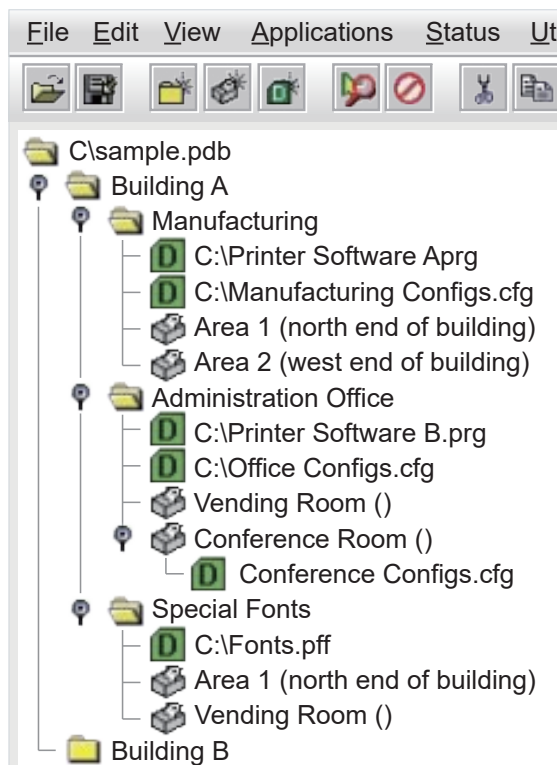 File Edit View Applications Status Ut
C\sample.pdb
Building A
Manufacturing
D C:\Printer Software Aprg
D C:\Manufacturing Configs.cfg
Area 1 (north end of building)
Area 2 (west end of building)
Administration Office
D C:\Printer Software B.prg
D C:\Office Configs.cfg
Vending Room ()
Conference Room ()
D Conference Configs.cfg
Special Fonts
D C:\Fonts.pff
Area 1 (north end of building)
Vending Room ()
Building B